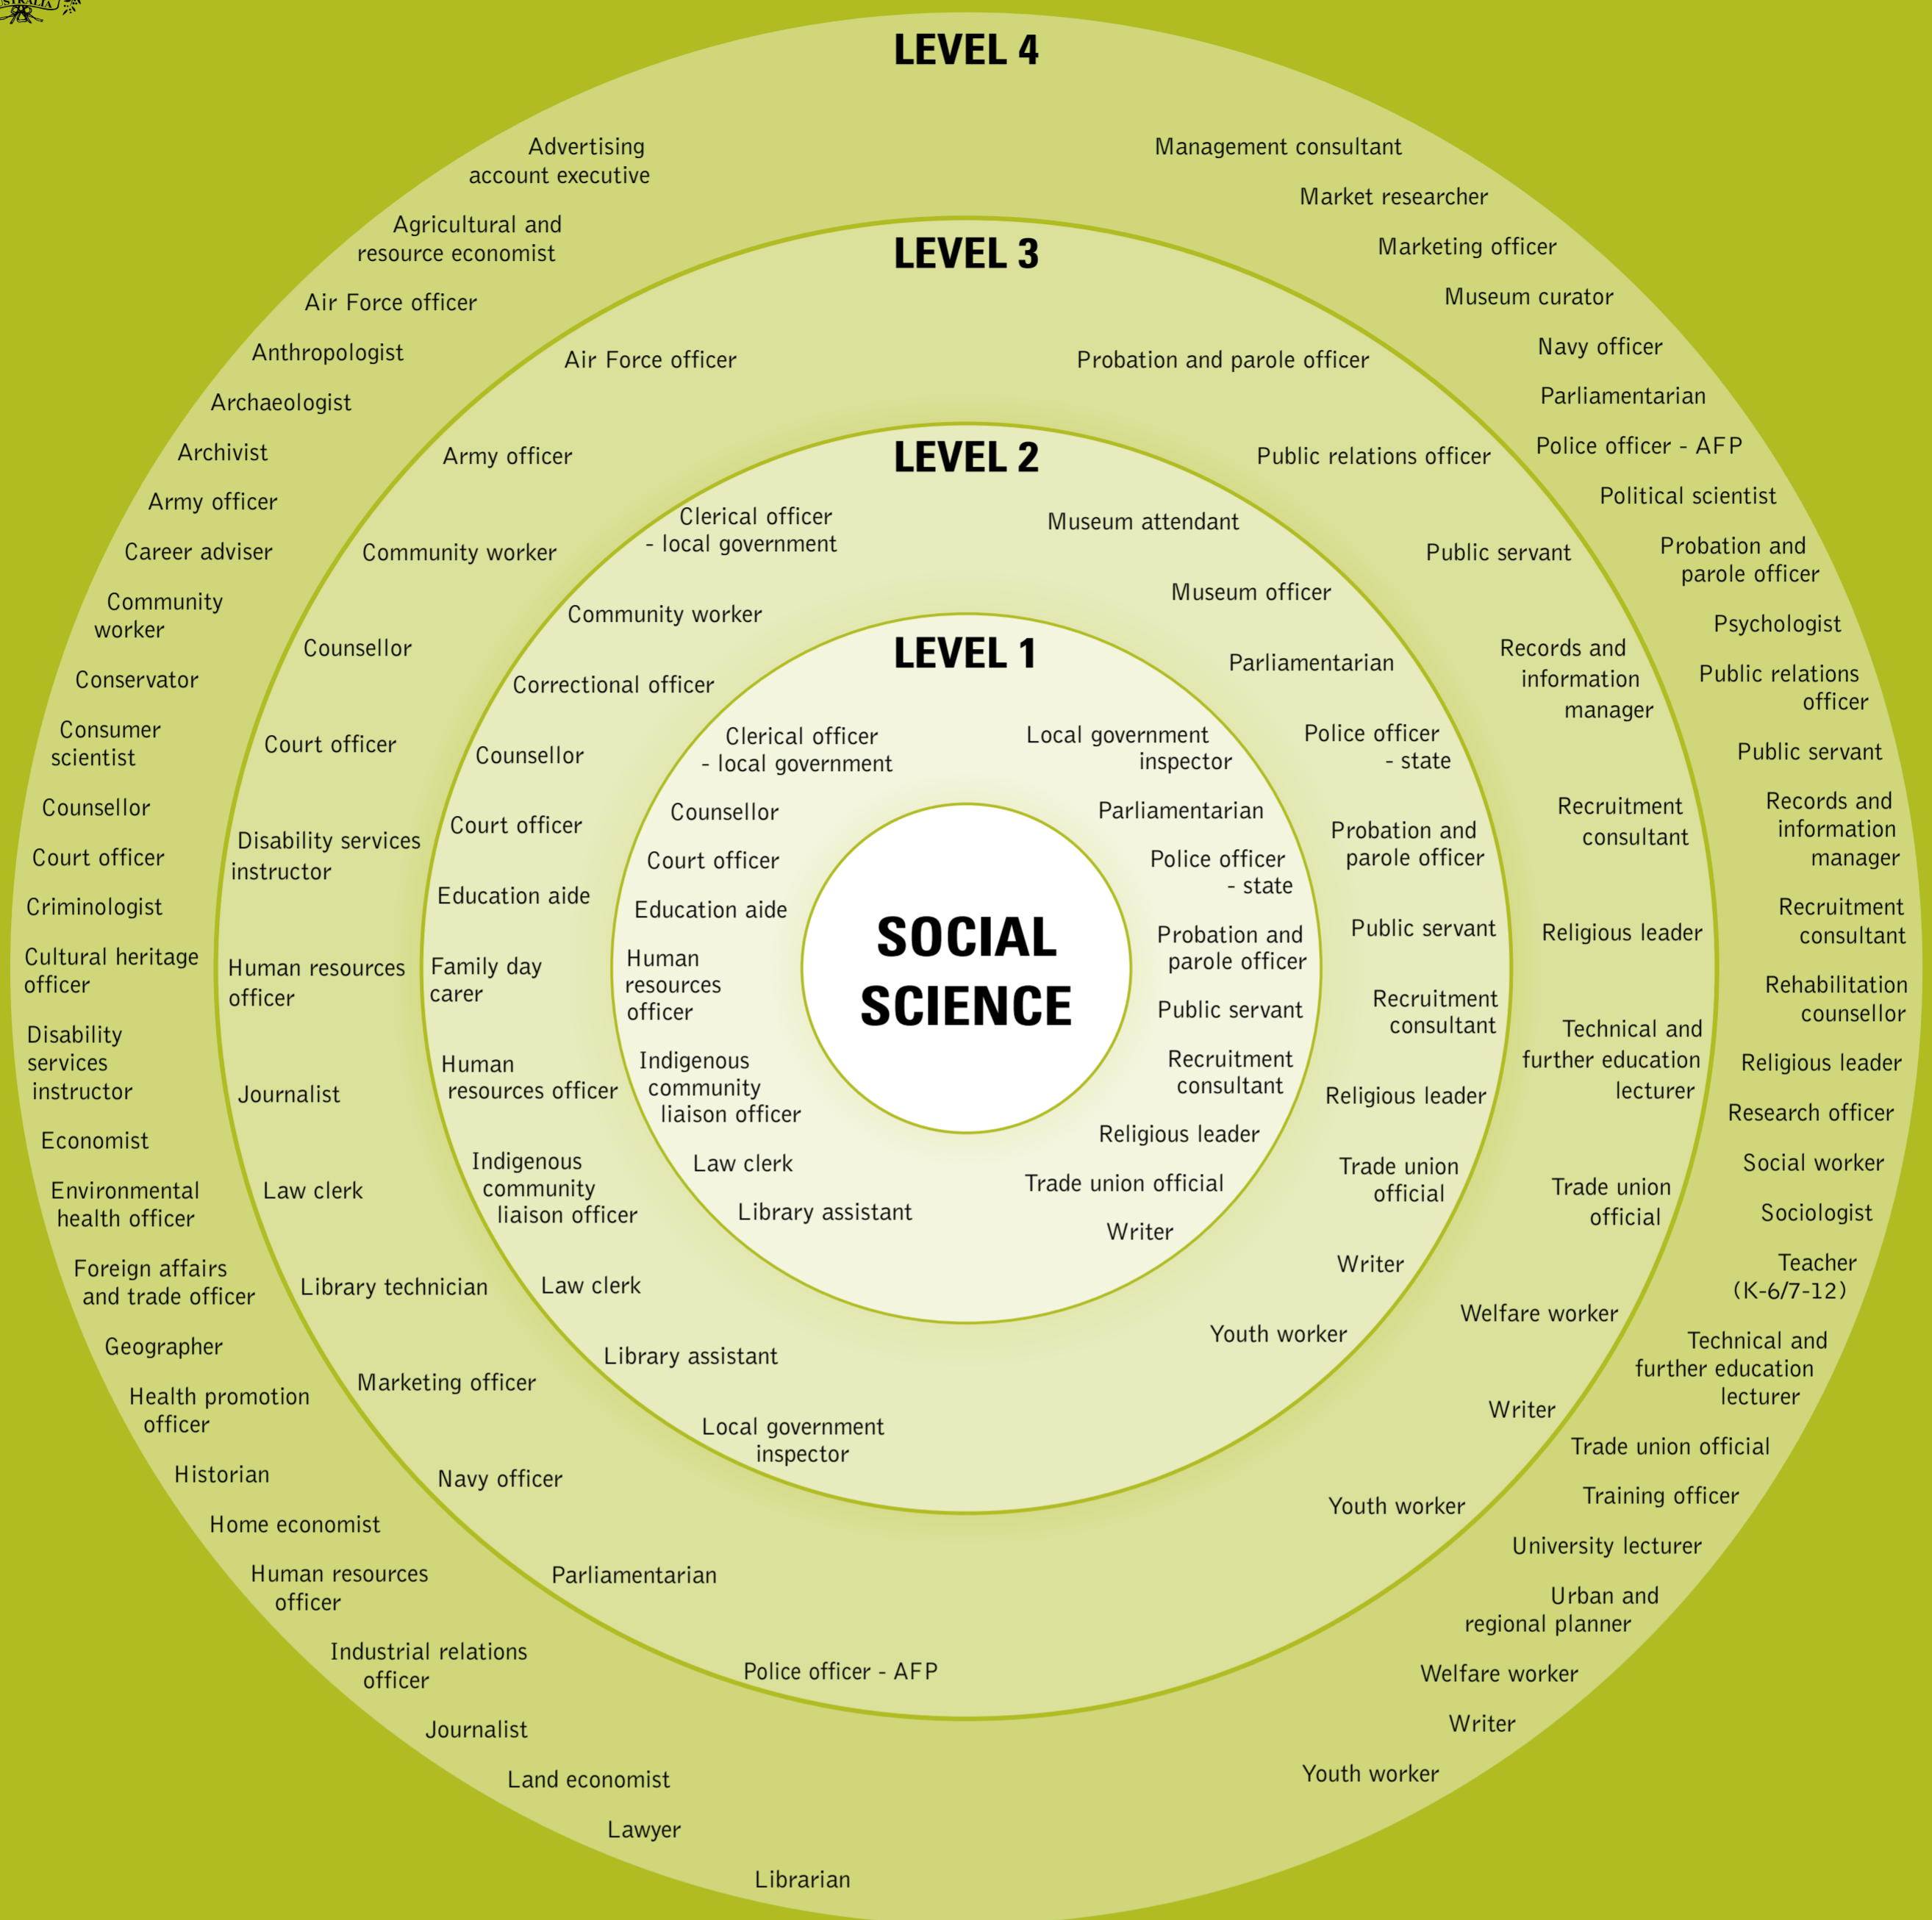 STRALIA
LEVEL 4
Advertising
account executive
Agricultural and
resource economist
Air Force officer
Anthropologist
Archaeologist
Archivist
Army officer
Career adviser
Community
worker
Conservator
Consumer
scientist
Counsellor
Court officer
Criminologist
Cultural heritage
officer
Disability
services
instructor
Economist
Environmental
health officer
Foreign affairs
and trade officer
Geographer
Health promotion
officer
Historian
Home economist
Human resources
officer
Industrial relations
officer
Journalist
Land economist
Lawyer
Librarian
Management consultant
Market researcher
Marketing officer
Museum curator
Navy officer
Parliamentarian
Police officer - AFP
Political scientist
Probation and
parole officer
Psychologist
Public relations
officer
Public servant
Records and
information
manager
Recruitment
consultant
Rehabilitation
counsellor
Religious leader
Research officer
Social worker
Sociologist
Teacher
(K-6/7-12)
Technical and
further education
lecturer
Trade union official
Training officer
University lecturer
Urban and
regional planner
Welfare worker
Writer
Youth worker
LEVEL 3
Air Force officer
Army officer
Community worker
Counsellor
Court officer
Disability services
instructor
Human resources
officer
Journalist
Law clerk
Library technician
Marketing officer
Navy officer
Parliamentarian
Police officer - AFP
Probation and parole officer
Public relations officer
Public servant
Records and
information
manager
Recruitment
consultant
Religious leader
Technical and
further education
lecturer
Trade union
official
Welfare worker
Writer
Youth worker
LEVEL 2
Clerical officer
- local government
Community worker
Correctional officer
Counsellor
Court officer
Education aide
Family day
carer
Human
resources officer
Indigenous
community
liaison officer
Law clerk
Library assistant
Local government
inspector
Museum attendant
Museum officer
Parliamentarian
Police officer
- state
Probation and
parole officer
Public servant
Recruitment
consultant
Religious leader
Trade union
official
Writer
Youth worker
LEVEL 1
Clerical officer
- local government
Counsellor
Court officer
Education aide
Human
resources
officer
Indigenous
community
liaison officer
Law clerk
Library assistant
Local government
inspector
Parliamentarian
Police officer
- state
Probation and
parole officer
Public servant
Recruitment
consultant
Religious leader
Trade union official
Writer
SOCIAL
SCIENCE